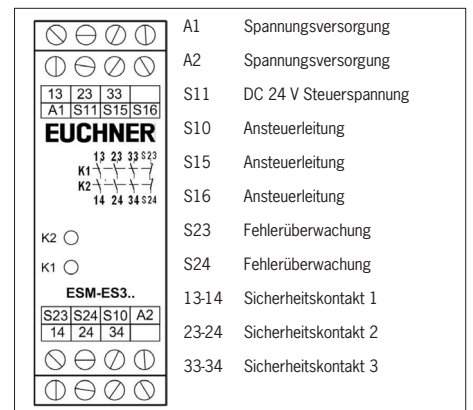 13 23 33
A1 S11 S15 S16
EUCHNER
13 23 33 S23
K1
K2
14 24 34 S24
K2
K1
ESM-ES3..
S23 S24 S10 A2
14 24 34
A1 Spannungsversorgung
A2 Spannungsversorgung
S11 DC 24 V Steuerspannung
S10 Ansteuerleitung
S15 Ansteuerleitung
S16 Ansteuerleitung
S23 Fehlerüberwachung
S24 Fehlerüberwachung
13-14 Sicherheitskontakt 1
23-24 Sicherheitskontakt 2
33-34 Sicherheitskontakt 3